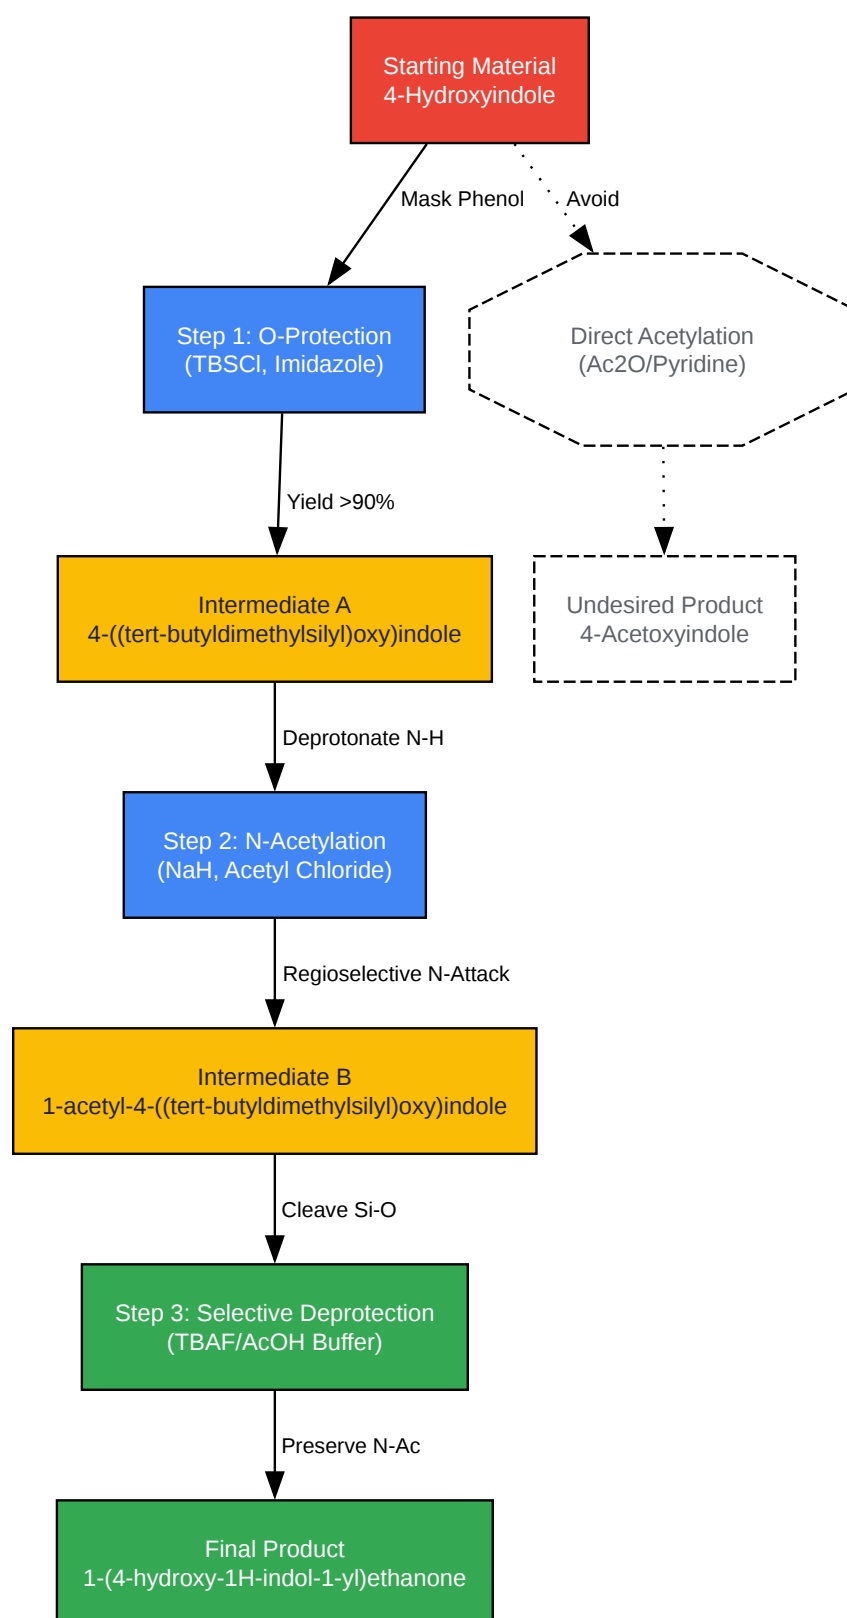 Starting Material
4-Hydroxyindole
Mask Phenol
Avoid
Step 1: O-Protection
(TBSCl, Imidazole)
Direct Acetylation
(Ac2O/Pyridine)
Yield >90%
Intermediate A
4-((tert-butyldimethylsilyl)oxy)indole
Undesired Product
4-Acetoxyindole
Deprotonate N-H
Step 2: N-Acetylation
(NaH, Acetyl Chloride)
Regioselective N-Attack
Intermediate B
1-acetyl-4-((tert-butyldimethylsilyl)oxy)indole
Cleave Si-O
Step 3: Selective Deprotection
(TBAF/AcOH Buffer)
Preserve N-Ac
Final Product
1-(4-hydroxy-1H-indol-1-yl)ethanone